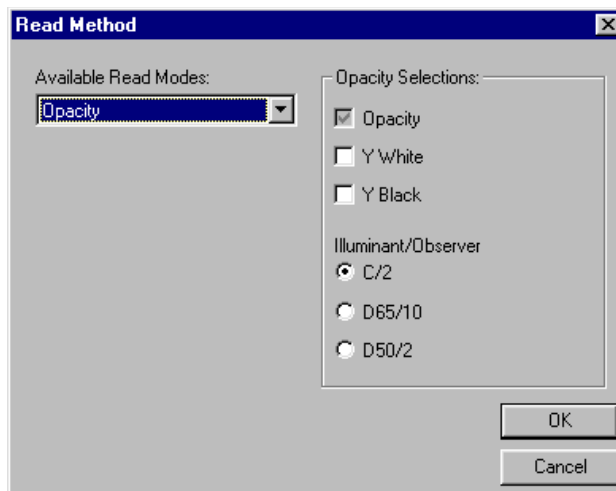 Read Method
Available Read Modes:
Opacity
Opacity Selections:
Opacity
Y White
Y Black
Illuminant/Observer
C/2
D65/10
D50/2
OK
Cancel